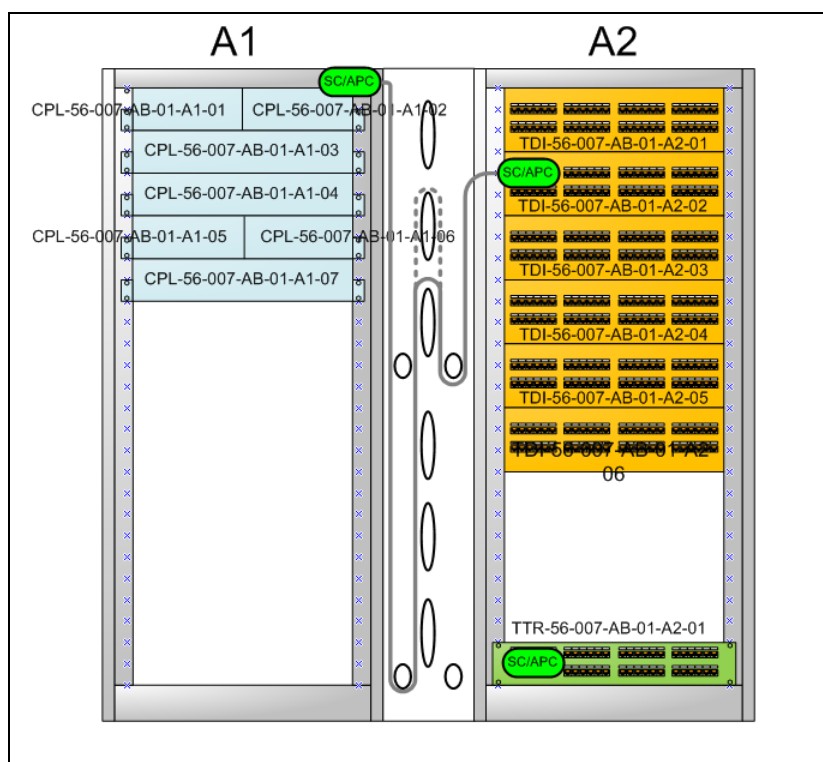 A1
A2
SC/APC
CPL-56-007-AB-01-A1-01
CPL-56-007-AB-01-A1-02
CPL-56-007-AB-01-A1-03
CPL-56-007-AB-01-A1-04
CPL-56-007-AB-01-A1-05
CPL-56-007-AB-01-A1-06
CPL-56-007-AB-01-A1-07
TDI-56-007-AB-01-A2-01
SC/APC
TDI-56-007-AB-01-A2-02
TDI-56-007-AB-01-A2-03
TDI-56-007-AB-01-A2-04
TDI-56-007-AB-01-A2-05
TDI-56-007-AB-01-A2-
06
TTR-56-007-AB-01-A2-01
SC/APC